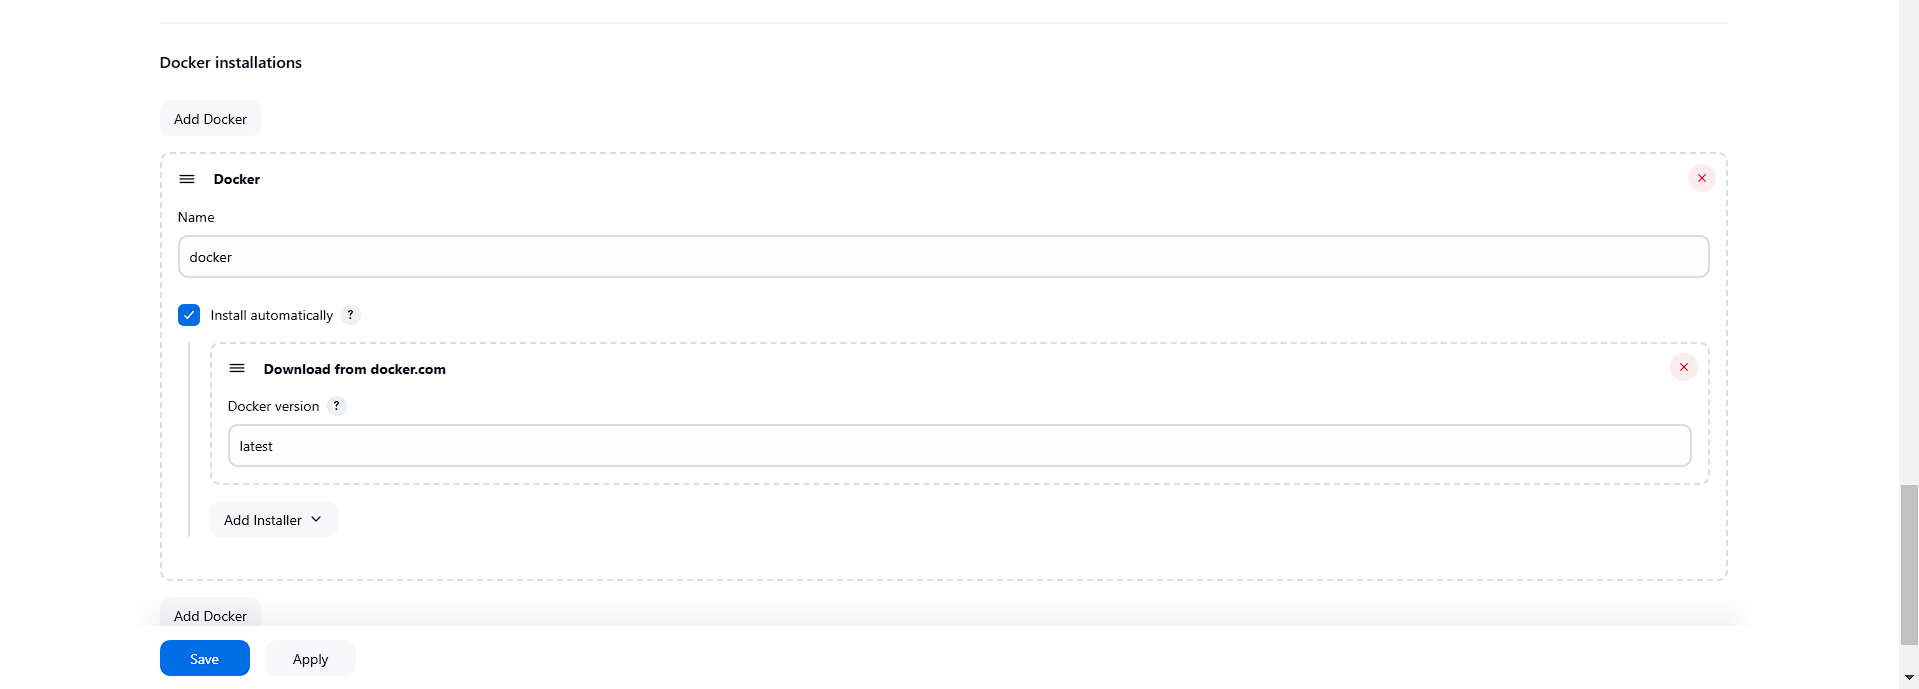 Docker installations
Add Docker
Docker
Name
docker
Install automatically ?
Download from docker.com
Docker version ?
latest
Add Installer
Add Docker
Save Apply